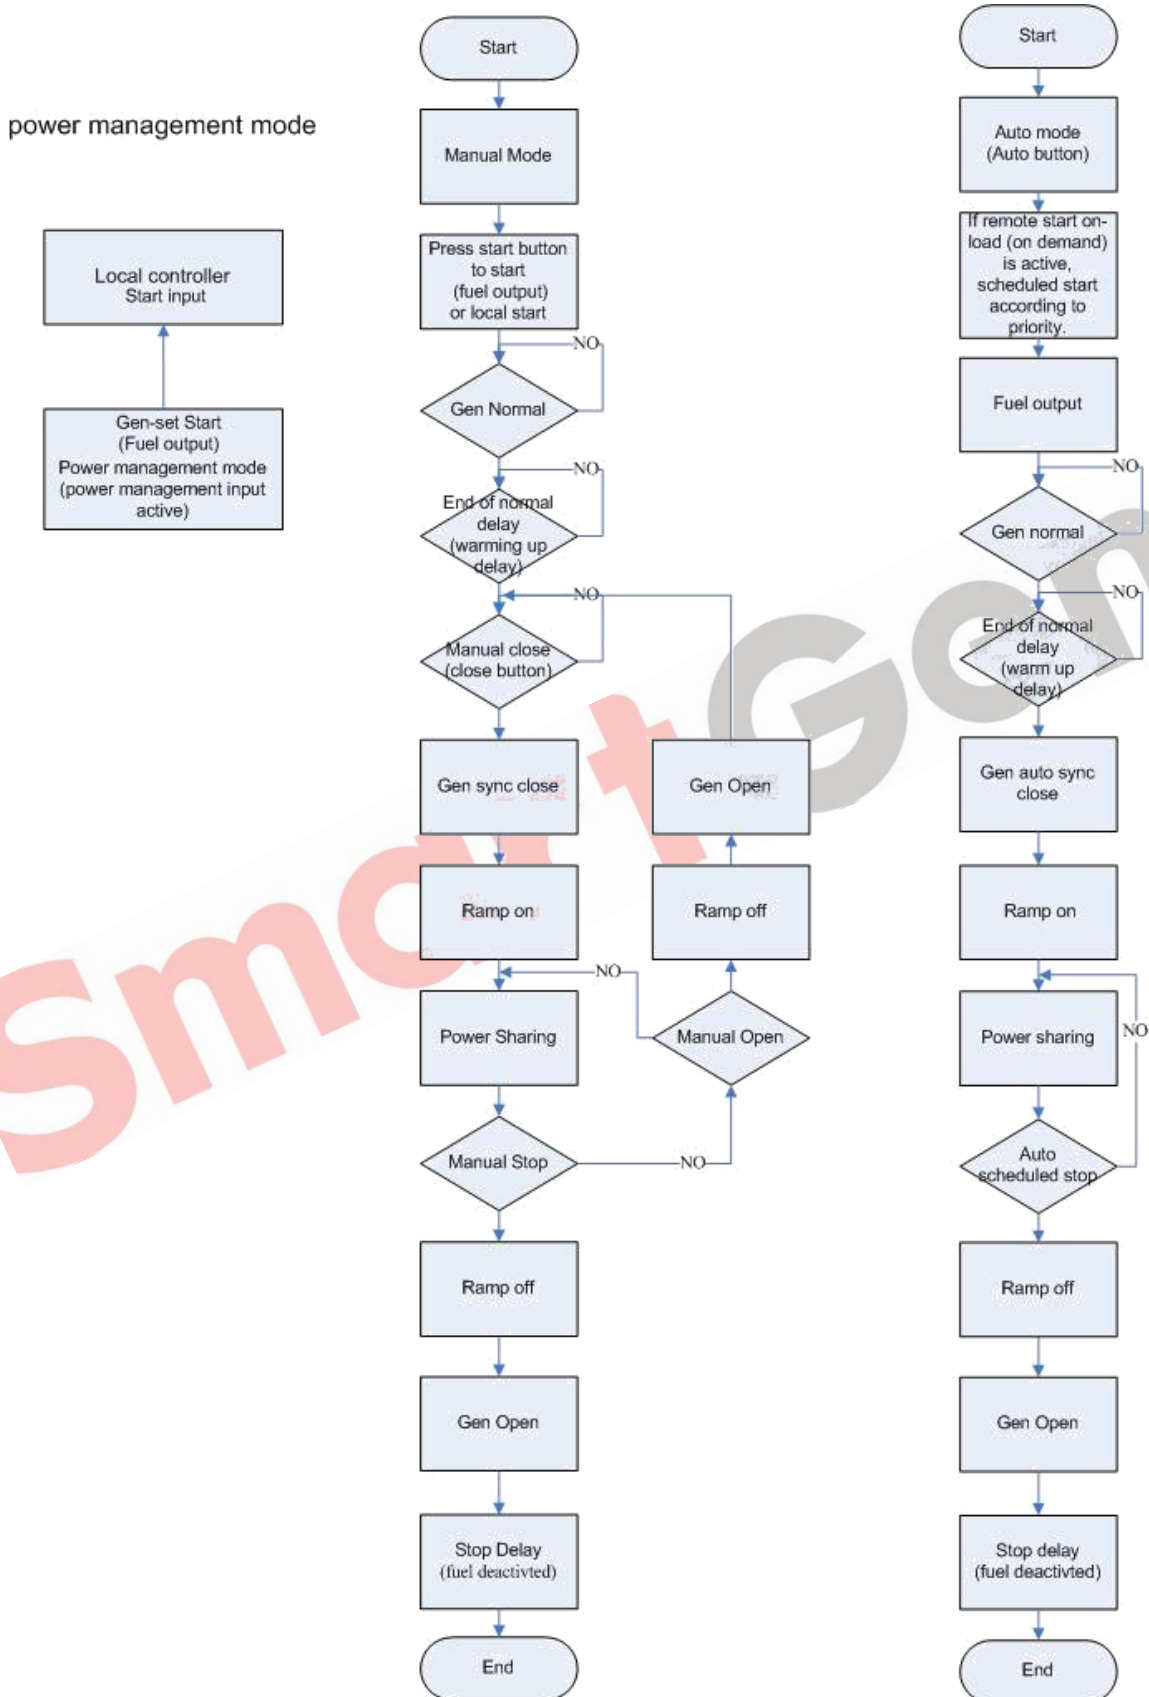 power management mode
Local controller
Start input
Gen-set Start
(Fuel output)
Power management mode
(power management input
active)
Start
Manual Mode
Press start button
to start
(fuel output)
or local start
NO
Gen Normal
NO
End of normal
delay
(warming up
delay)
NO
Manual close
(close button)
Gen sync close
Gen Open
Ramp on
Ramp off
NO
Power Sharing
Manual Open
Manual Stop
NO
Ramp off
Gen Open
Stop Delay
(fuel deactivted)
End
Start
Auto mode
(Auto button)
If remote start on-
load (on demand)
is active,
scheduled start
according to
priority.
Fuel output
NO
Gen normal
NO
End of normal
delay
(warm up
delay)
Gen auto sync
close
Ramp on
Power sharing
NO
Auto
scheduled stop
Ramp off
Gen Open
Stop delay
(fuel deactivted)
End
SmartGen